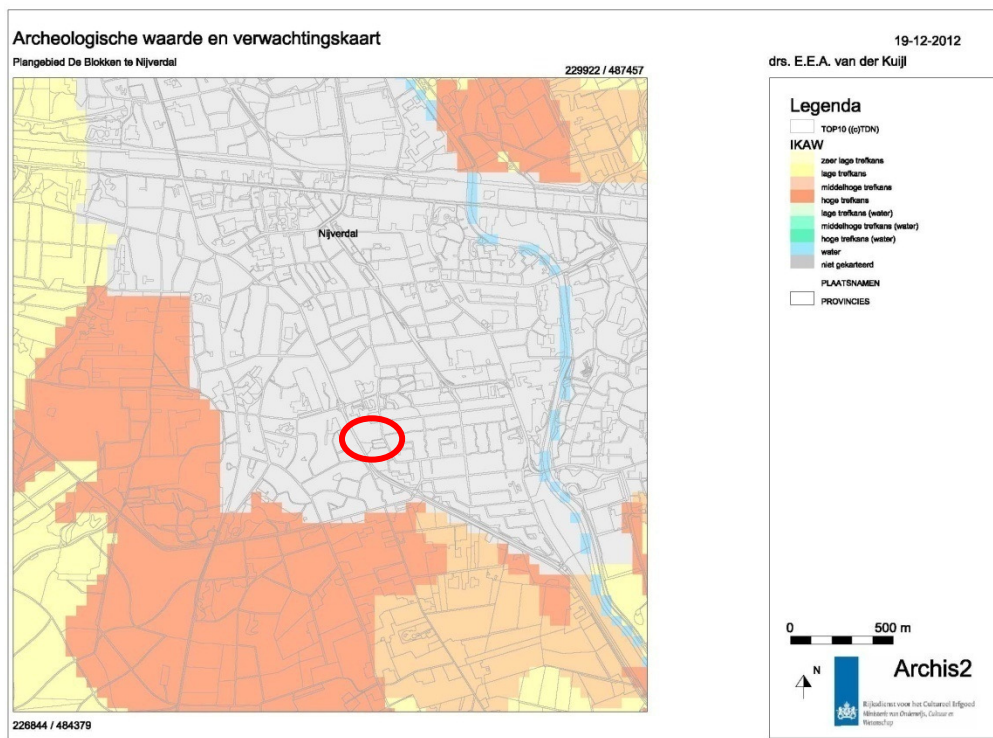 Archeologische waarde en verwachtingskaart
Plangebied De Blokken te Nijverdal
19-12-2012
drs. E.E.A. van der Kuijl
229922 / 487457
Nijverdal
226844 / 484379
Legenda
TOP10 ((c)TDN)
IKAW
zeer lage trefkans
lage trefkans
middelhoge trefkans
hoge trefkans
lage trefkans (water)
middelhoge trefkans (water)
hoge trefkans (water)
water
niet gekarteerd
PLAATSNAMEN
PROVINCIES
0 500 m
N
Archis2
Rijksdienst voor het Cultureel Erfgoed
Ministerie van Onderwijs, Cultuur en
Wetenschap